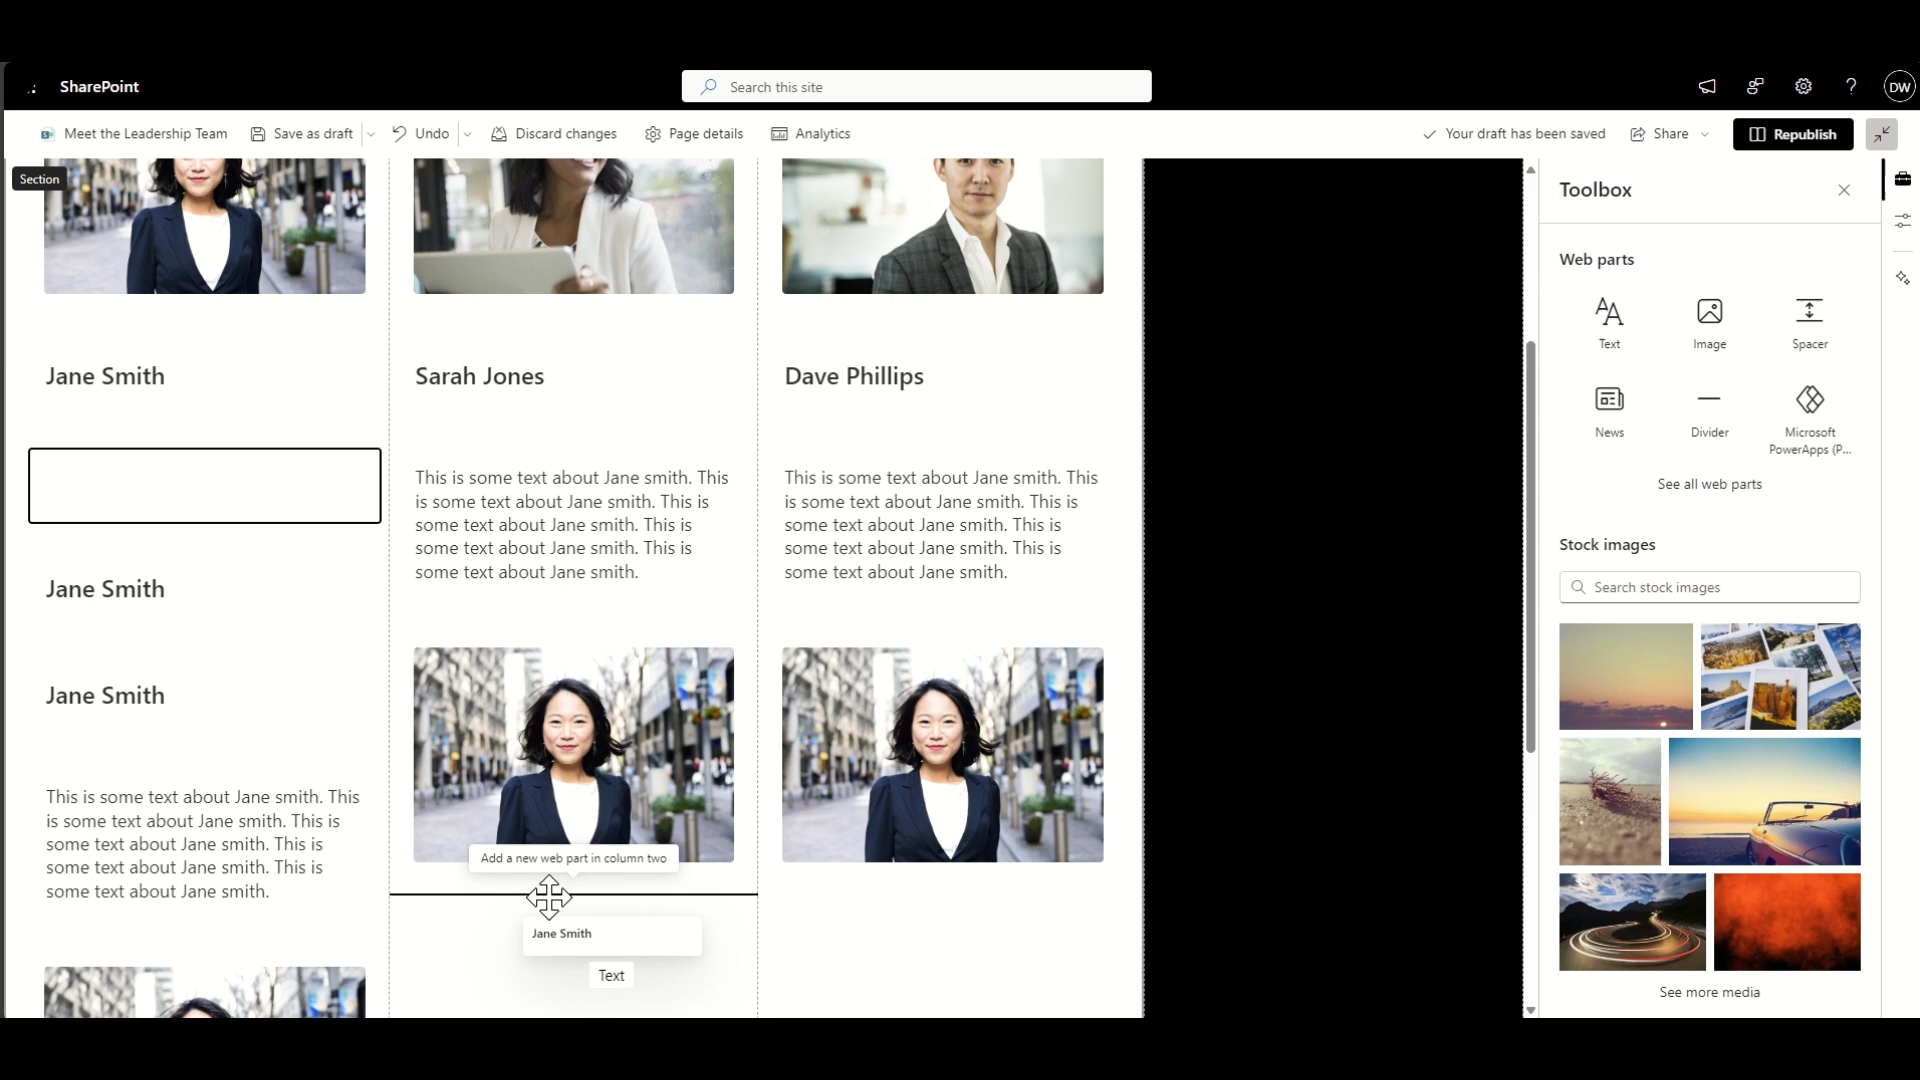 SharePoint
Search this site
DW
Meet the Leadership Team
Save as draft
Undo
Discard changes
Page details
Analytics
Your draft has been saved
Share
Republish
Section
Jane Smith
Jane Smith
Jane Smith
This is some text about Jane smith. This
is some text about Jane smith. This is
some text about Jane smith. This is
some text about Jane smith. This is
some text about Jane smith.
Sarah Jones
This is some text about Jane smith. This
is some text about Jane smith. This is
some text about Jane smith. This is
some text about Jane smith. This is
some text about Jane smith.
Add a new web part in column two
Jane Smith
Text
Dave Phillips
This is some text about Jane smith. This
is some text about Jane smith. This is
some text about Jane smith. This is
some text about Jane smith. This is
some text about Jane smith.
Toolbox
Web parts
Text
Image
Spacer
News
Divider
Microsoft
PowerApps (P...
See all web parts
Stock images
Search stock images
See more media